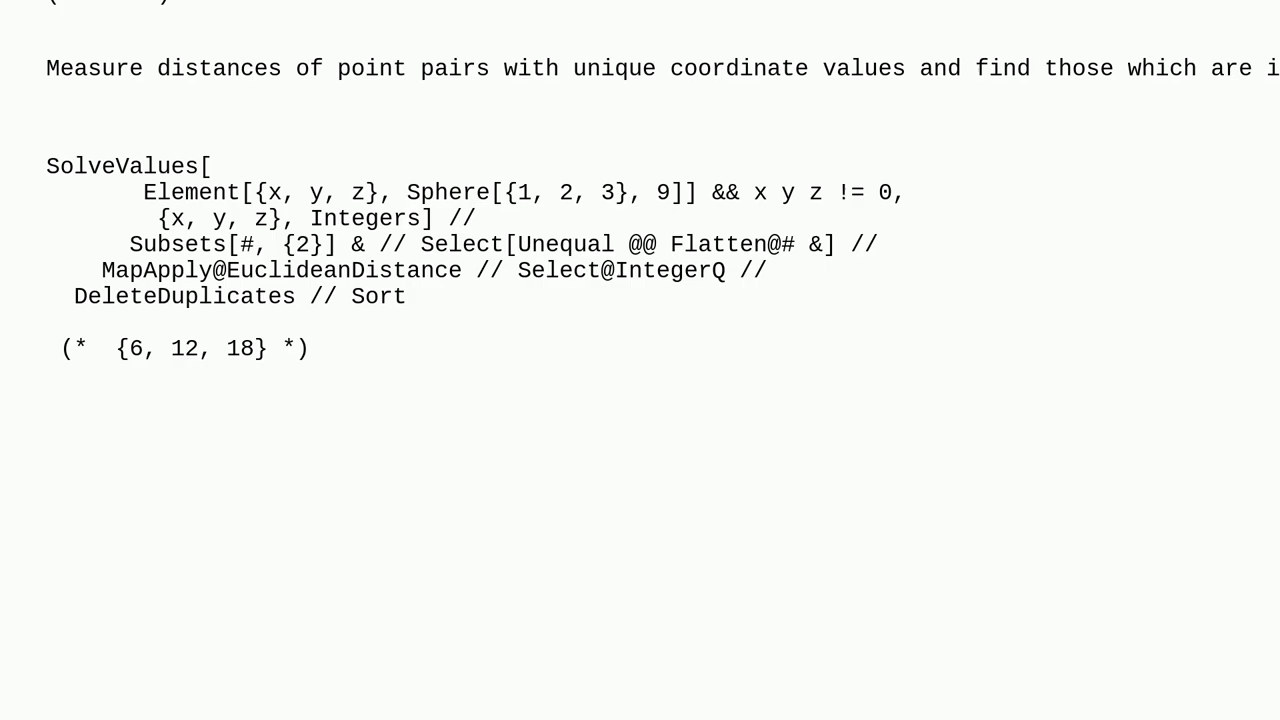 Measure distances of point pairs with unique coordinate values and find those which are i
SolveValues[
Element[{x, y, z}, Sphere[{1, 2, 3}, 9]] && x y z != 0,
{x, y, z}, Integers] //
Subsets[#, {2}] & // Select[Unequal @@ Flatten@# &] //
MapApply@EuclideanDistance // Select@IntegerQ //
DeleteDuplicates // Sort
(*  {6, 12, 18} *)